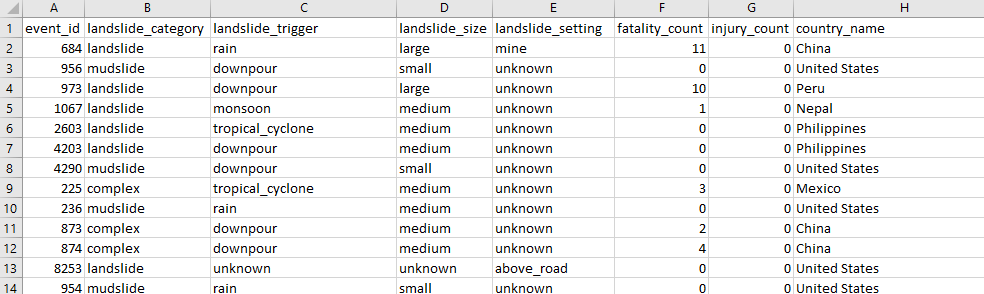 A B C D E F G H
1 event_id landslide_category landslide_trigger landslide_size landslide_setting fatality_count injury_count country_name
2 684 landslide rain large mine 11 0 China
3 956 mudslide downpour small unknown 0 0 United States
4 973 landslide downpour large unknown 10 0 Peru
5 1067 landslide monsoon medium unknown 1 0 Nepal
6 2603 landslide tropical_cyclone medium unknown 0 0 Philippines
7 4203 landslide downpour medium unknown 0 0 Philippines
8 4290 mudslide downpour small unknown 0 0 United States
9 225 complex tropical_cyclone medium unknown 3 0 Mexico
10 236 mudslide rain medium unknown 0 0 United States
11 873 complex downpour medium unknown 2 0 China
12 874 complex downpour medium unknown 4 0 China
13 8253 landslide unknown unknown above_road 0 0 United States
14 954 mudslide rain small unknown 0 0 United States